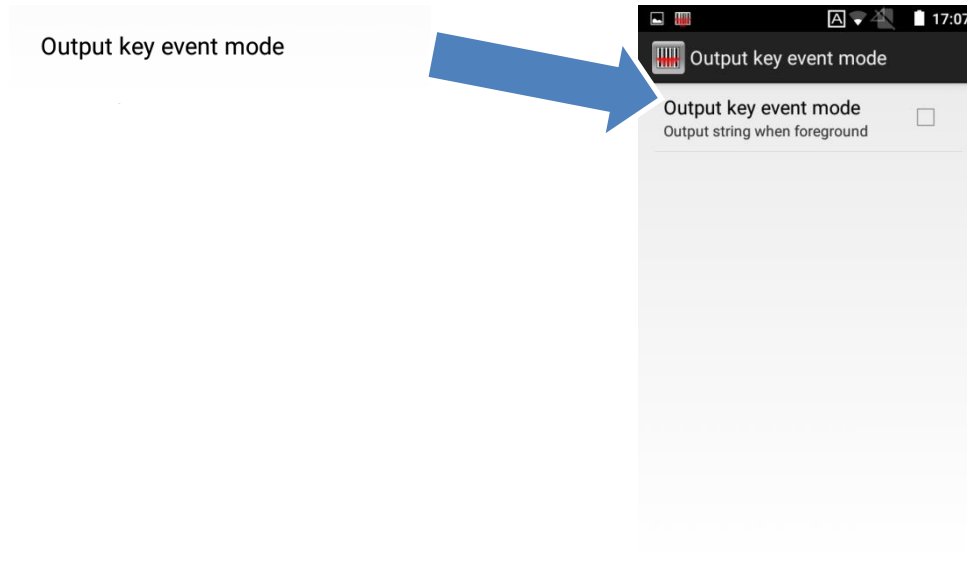 Output key event mode
A 17:07
Output key event mode
Output key event mode
Output string when foreground